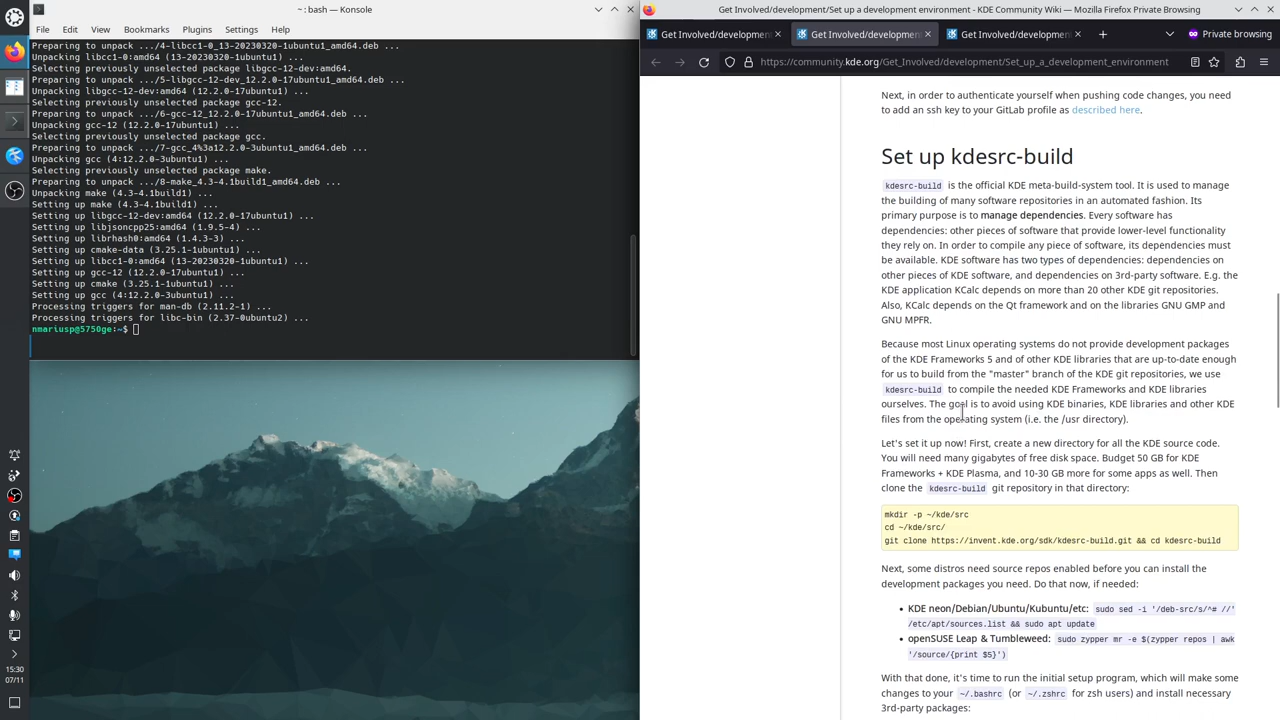 ~ : bash — Konsole
File Edit View Bookmarks Plugins Settings Help
Preparing to unpack .../4-libcc1-0_13-20230320-1ubuntu1_amd64.deb ...
Unpacking libcc1-0:amd64 (13-20230320-1ubuntu1) ...
Selecting previously unselected package libgcc-12-dev:amd64.
Preparing to unpack .../5-libgcc-12-dev_12.2.0-17ubuntu1_amd64.deb ...
Unpacking libgcc-12-dev:amd64 (12.2.0-17ubuntu1) ...
Selecting previously unselected package gcc-12.
Preparing to unpack .../6-gcc-12_12.2.0-17ubuntu1_amd64.deb ...
Unpacking gcc-12 (12.2.0-17ubuntu1) ...
Selecting previously unselected package gcc.
Preparing to unpack .../7-gcc_4%3a12.2.0-3ubuntu1_amd64.deb ...
Unpacking gcc (4:12.2.0-3ubuntu1) ...
Selecting previously unselected package make.
Preparing to unpack .../8-make_4.3-4.1build1_amd64.deb ...
Unpacking make (4.3-4.1build1) ...
Setting up make (4.3-4.1build1) ...
Setting up libgcc-12-dev:amd64 (12.2.0-17ubuntu1) ...
Setting up libjsoncpp25:amd64 (1.9.5-4) ...
Setting up librhash0:amd64 (1.4.3-3) ...
Setting up cmake-data (3.25.1-1ubuntu1) ...
Setting up libcc1-0:amd64 (13-20230320-1ubuntu1) ...
Setting up gcc-12 (12.2.0-17ubuntu1) ...
Setting up cmake (3.25.1-1ubuntu1) ...
Setting up gcc (4:12.2.0-3ubuntu1) ...
Processing triggers for man-db (2.11.2-1) ...
Processing triggers for libc-bin (2.37-0ubuntu2) ...
nmariusp@5750ge:~$
15:30
07/11
Get Involved/development/Set up a development environment - KDE Community Wiki — Mozilla Firefox Private Browsing
Get Involved/development
Get Involved/development
Get Involved/development
Private browsing
https://community.kde.org/Get_Involved/development/Set_up_a_development_environment
Next, in order to authenticate yourself when pushing code changes, you need
to add an ssh key to your GitLab profile as described here.
Set up kdesrc-build
kdesrc-build is the official KDE meta-build-system tool. It is used to manage
the building of many software repositories in an automated fashion. Its
primary purpose is to manage dependencies. Every software has
dependencies: other pieces of software that provide lower-level functionality
they rely on. In order to compile any piece of software, its dependencies must
be available. KDE software has two types of dependencies: dependencies on
other pieces of KDE software, and dependencies on 3rd-party software. E.g. the
KDE application KCalc depends on more than 20 other KDE git repositories.
Also, KCalc depends on the Qt framework and on the libraries GNU GMP and
GNU MPFR.
Because most Linux operating systems do not provide development packages
of the KDE Frameworks 5 and of other KDE libraries that are up-to-date enough
for us to build from the "master" branch of the KDE git repositories, we use
kdesrc-build to compile the needed KDE Frameworks and KDE libraries
ourselves. The goal is to avoid using KDE binaries, KDE libraries and other KDE
files from the operating system (i.e. the /usr directory).
Let's set it up now! First, create a new directory for all the KDE source code.
You will need many gigabytes of free disk space. Budget 50 GB for KDE
Frameworks + KDE Plasma, and 10-30 GB more for some apps as well. Then
clone the kdesrc-build git repository in that directory:
mkdir -p ~/kde/src
cd ~/kde/src/
git clone https://invent.kde.org/sdk/kdesrc-build.git && cd kdesrc-build
Next, some distros need source repos enabled before you can install the
development packages you need. Do that now, if needed:
• KDE neon/Debian/Ubuntu/Kubuntu/etc: sudo sed -i '/deb-src/s/^# //'
/etc/apt/sources.list && sudo apt update
• openSUSE Leap & Tumbleweed: sudo zypper mr -e $(zypper repos | awk
'/source/{print $5}')
With that done, it's time to run the initial setup program, which will make some
changes to your ~/.bashrc (or ~/.zshrc for zsh users) and install necessary
3rd-party packages: